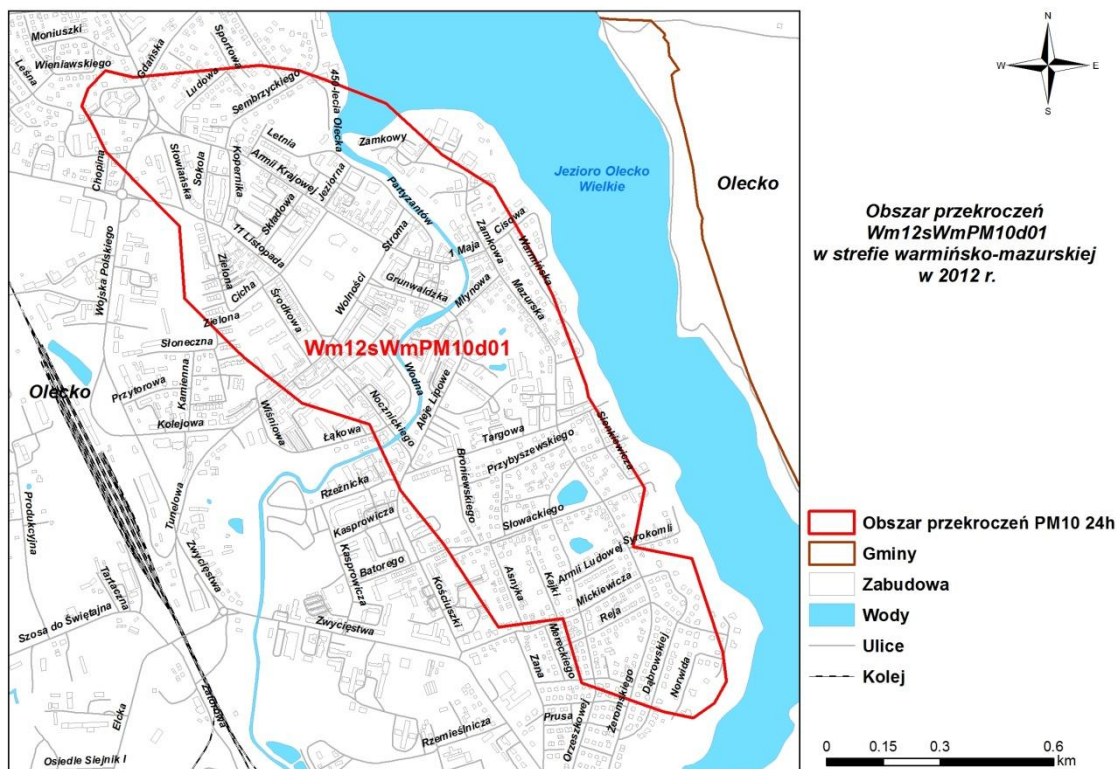 Moniuszki
Wieniawskiego
Leśna
Gdańska
Sportowa
Ludowa
Sembrzyckiego
450-lecia Olecka
Letnia
Zamkowy
Armii Krajowej
Jeziorna
Kopernika
Sokola
Słowiańska
Chopina
Składowa
11 Listopada
Partyzantów
Stroma
1 Maja
Zamkowa
Cisowa
Warmińska
Mazurska
Młynowa
Grunwaldzka
Wolności
Środkowa
Cicha
Zielona
Zielona
Słoneczna
Wojska Polskiego
Wm12sWmPM10d01
Jezioro Olecko
Wielkie
Olecko
Olecko
Przytorowa
Kamienna
Kolejowa
Wiśniowa
Łąkowa
Nocznickiego
Wodna
Aleje Lipowe
Targowa
Przybyszewskiego
Sienkiewicza
Broniewskiego
Rzeźnicka
Kasprowicza
Kasprowicza
Batorego
Słowackiego
Armii Ludowej
Syrokomli
Mickiewicza
Reja
Kajki
Asnyka
Kościuszki
Zwycięstwa
Zwycięstwa
Tunelowa
Produkcyjna
Tartaczna
Szosa do Świętajna
Ełcka
Zatorowa
Osiedle Siejnik I
Rzemieślnicza
Zana
Mereckiego
Prusa
Orzeszkowej
Żeromskiego
Dąbrowskiej
Norwida
N
W
E
S
Obszar przekroczeń
Wm12sWmPM10d01
w strefie warmińsko-mazurskiej
w 2012 r.
Obszar przekroczeń PM10 24h
Gminy
Zabudowa
Wody
Ulice
Kolej
0 0.15 0.3 0.6
km